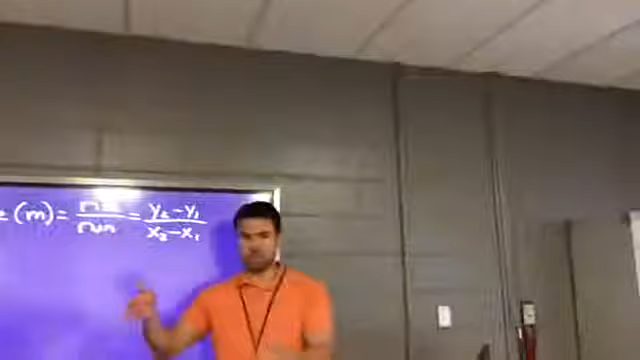 e (m) = rise/run = y₂-y₁/x₂-x₁